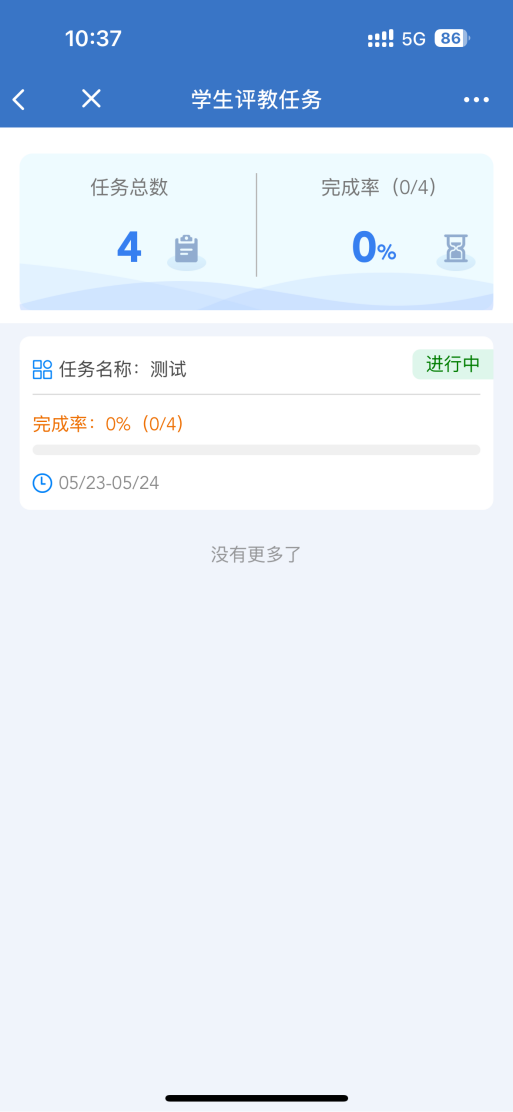 10:37
5G
86
学生评教任务
任务总数
完成率（0/4）
4
0%
任务名称：测试
进行中
完成率：0%（0/4）
05/23-05/24
没有更多了